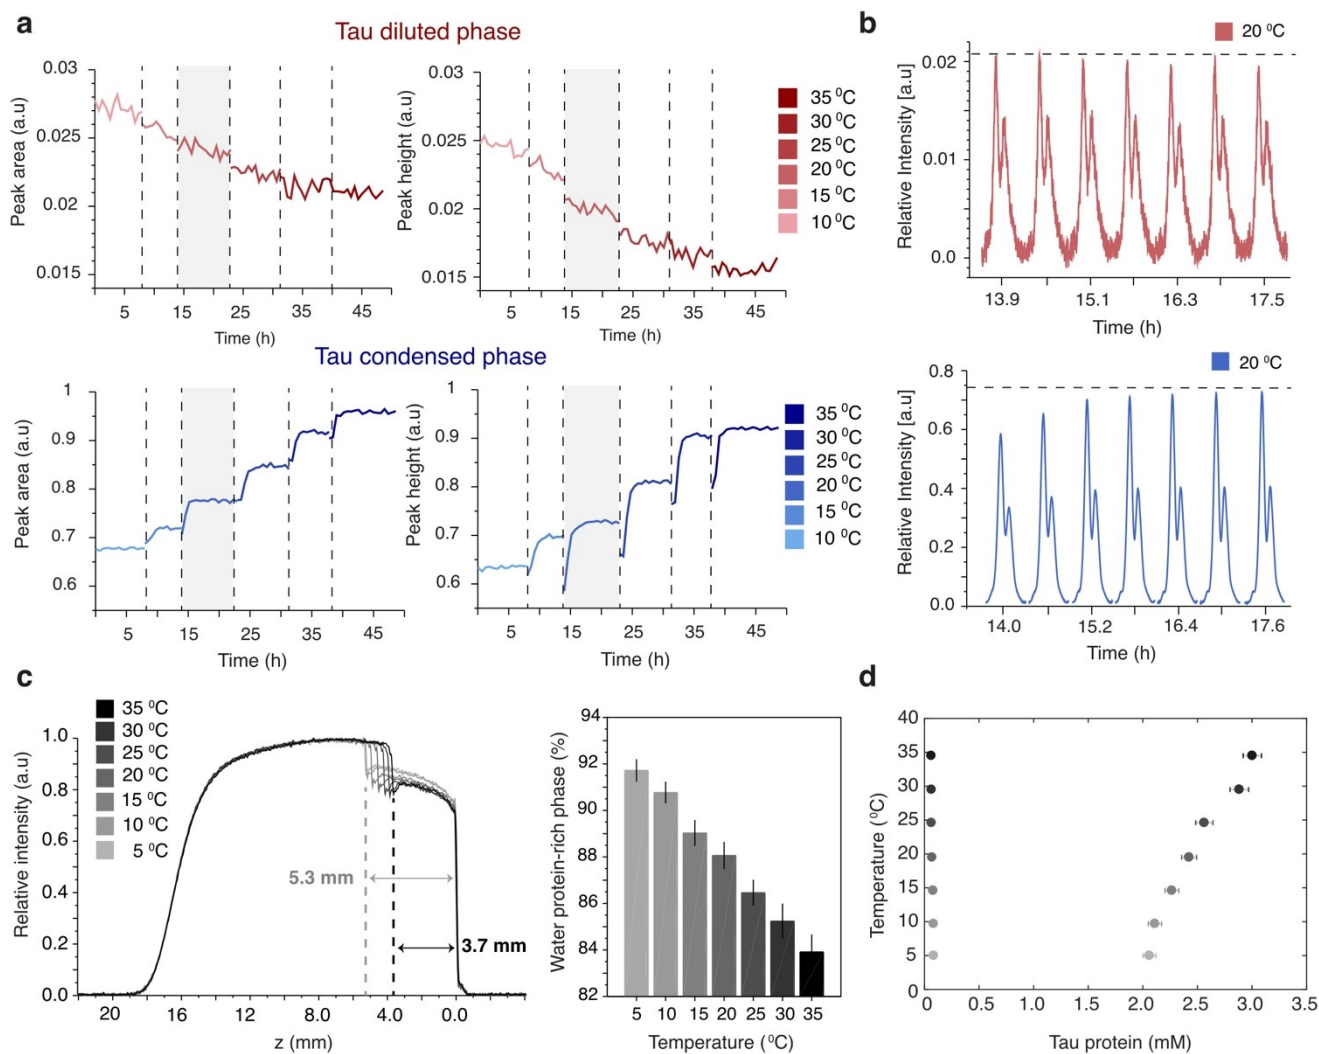 a
Tau diluted phase
0.03
0.025
0.02
0.015
Peak area (a.u)
5 15 25 35 45
Time (h)
0.03
0.025
0.02
0.015
Peak height (a.u)
5 15 25 35 45
Time (h)
35 ⁰C
30 ⁰C
25 ⁰C
20 ⁰C
15 ⁰C
10 ⁰C
Tau condensed phase
1
0.9
0.8
0.7
0.6
Peak area (a.u)
5 15 25 35 45
Time (h)
1
0.9
0.8
0.7
0.6
Peak height (a.u)
5 15 25 35 45
Time (h)
35 ⁰C
30 ⁰C
25 ⁰C
20 ⁰C
15 ⁰C
10 ⁰C
b
20 ⁰C
0.02
0.01
0.0
Relative Intensity [a.u]
13.9 15.1 16.3 17.5
Time (h)
20 ⁰C
0.8
0.6
0.4
0.2
0.0
Relative Intensity [a.u]
14.0 15.2 16.4 17.6
Time (h)
c
35 ⁰C
30 ⁰C
25 ⁰C
20 ⁰C
15 ⁰C
10 ⁰C
5 ⁰C
1.0
0.8
0.6
0.4
0.2
0.0
Relative intensity (a.u)
5.3 mm
3.7 mm
20 16 12 8.0 4.0 0.0
z (mm)
94
92
90
88
86
84
82
Water protein-rich phase (%)
5 10 15 20 25 30 35
Temperature (⁰C)
d
40
35
30
25
20
15
10
5
0
Temperature (⁰C)
0 0.5 1.0 1.5 2.0 2.5 3.0 3.5
Tau protein (mM)